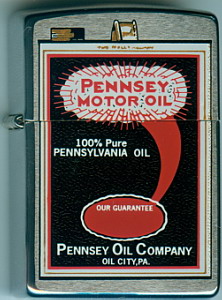 PENNSEY
MOTOR OIL
100% Pure
PENNSYLVANIA OIL
OUR GUARANTEE
PENNSEY OIL COMPANY
OIL CITY, PA.